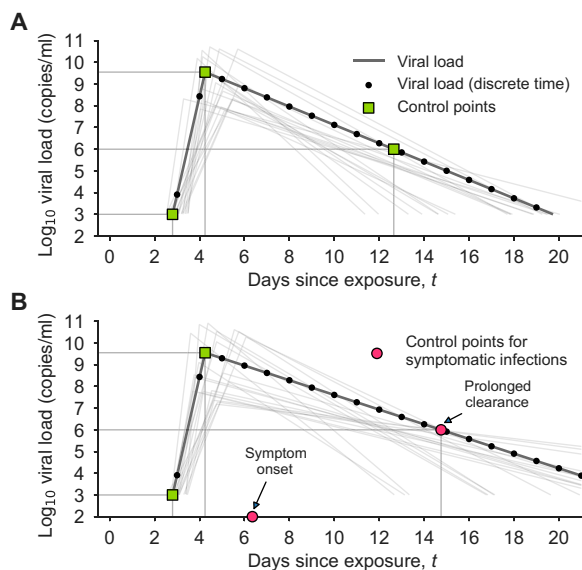 A
Log10 viral load (copies/ml)
11
10
9
8
7
6
5
4
3
2
Viral load
Viral load (discrete time)
Control points
0 2 4 6 8 10 12 14 16 18 20
Days since exposure, t
B
Log10 viral load (copies/ml)
11
10
9
8
7
6
5
4
3
2
Control points for
symptomatic infections
Prolonged
clearance
Symptom
onset
0 2 4 6 8 10 12 14 16 18 20
Days since exposure, t